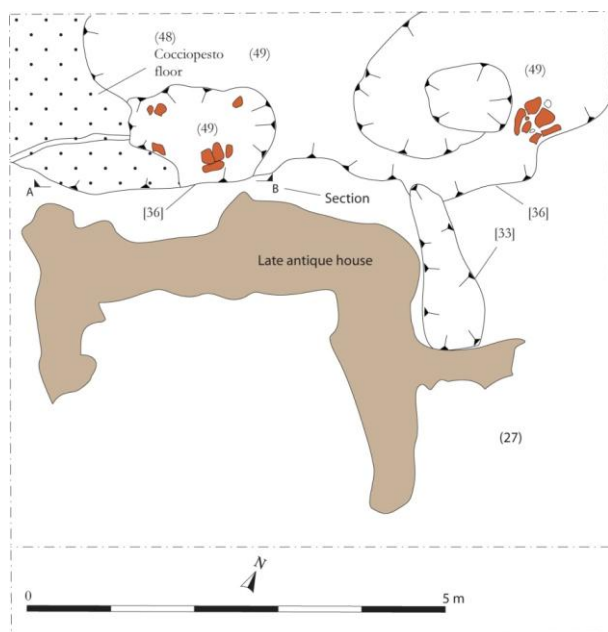 (48)
Cocciopesto
floor
(49)
(49)
(49)
A
B
[36]
Section
[36]
[33]
Late antique house
(27)
N
0
5 m